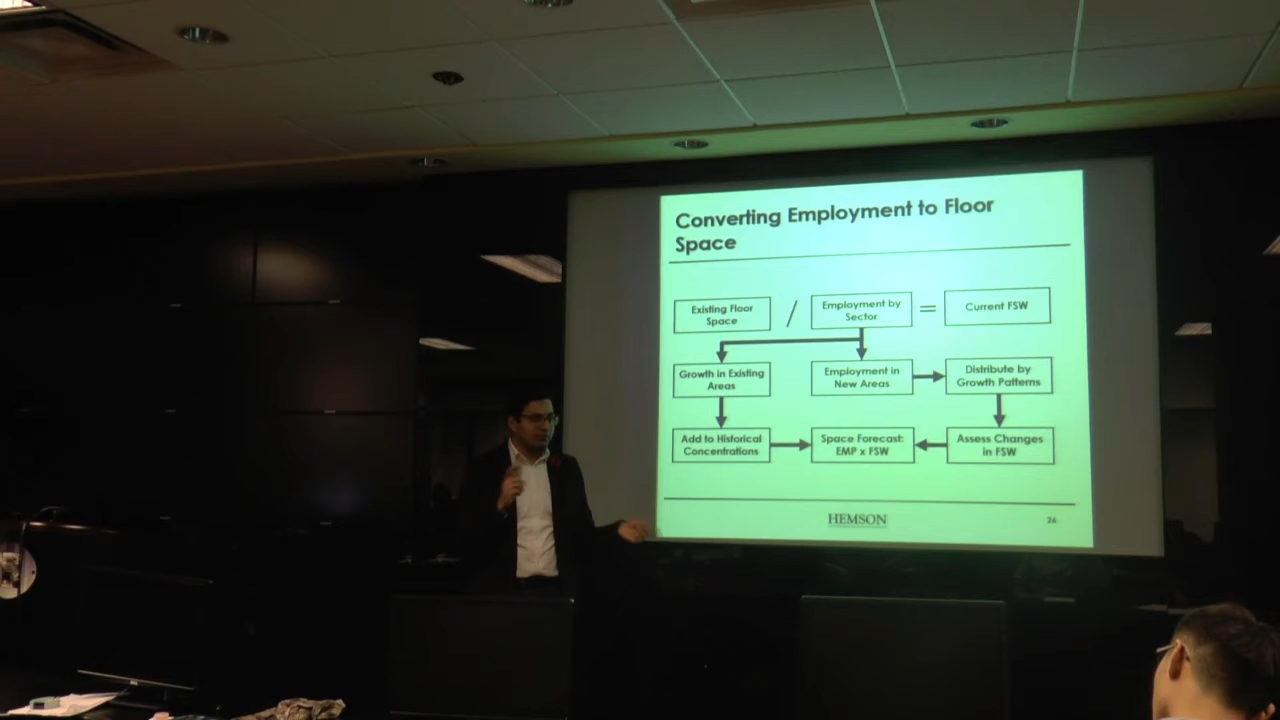 Converting Employment to Floor
Space
Existing Floor
Space
/
Employment by
Sector
=
Current FSW
Growth in Existing
Areas
Employment in
New Areas
Distribute by
Growth Patterns
Add to Historical
Concentrations
Space Forecast:
EMP x FSW
Assess Changes
in FSW
HEMSON
26